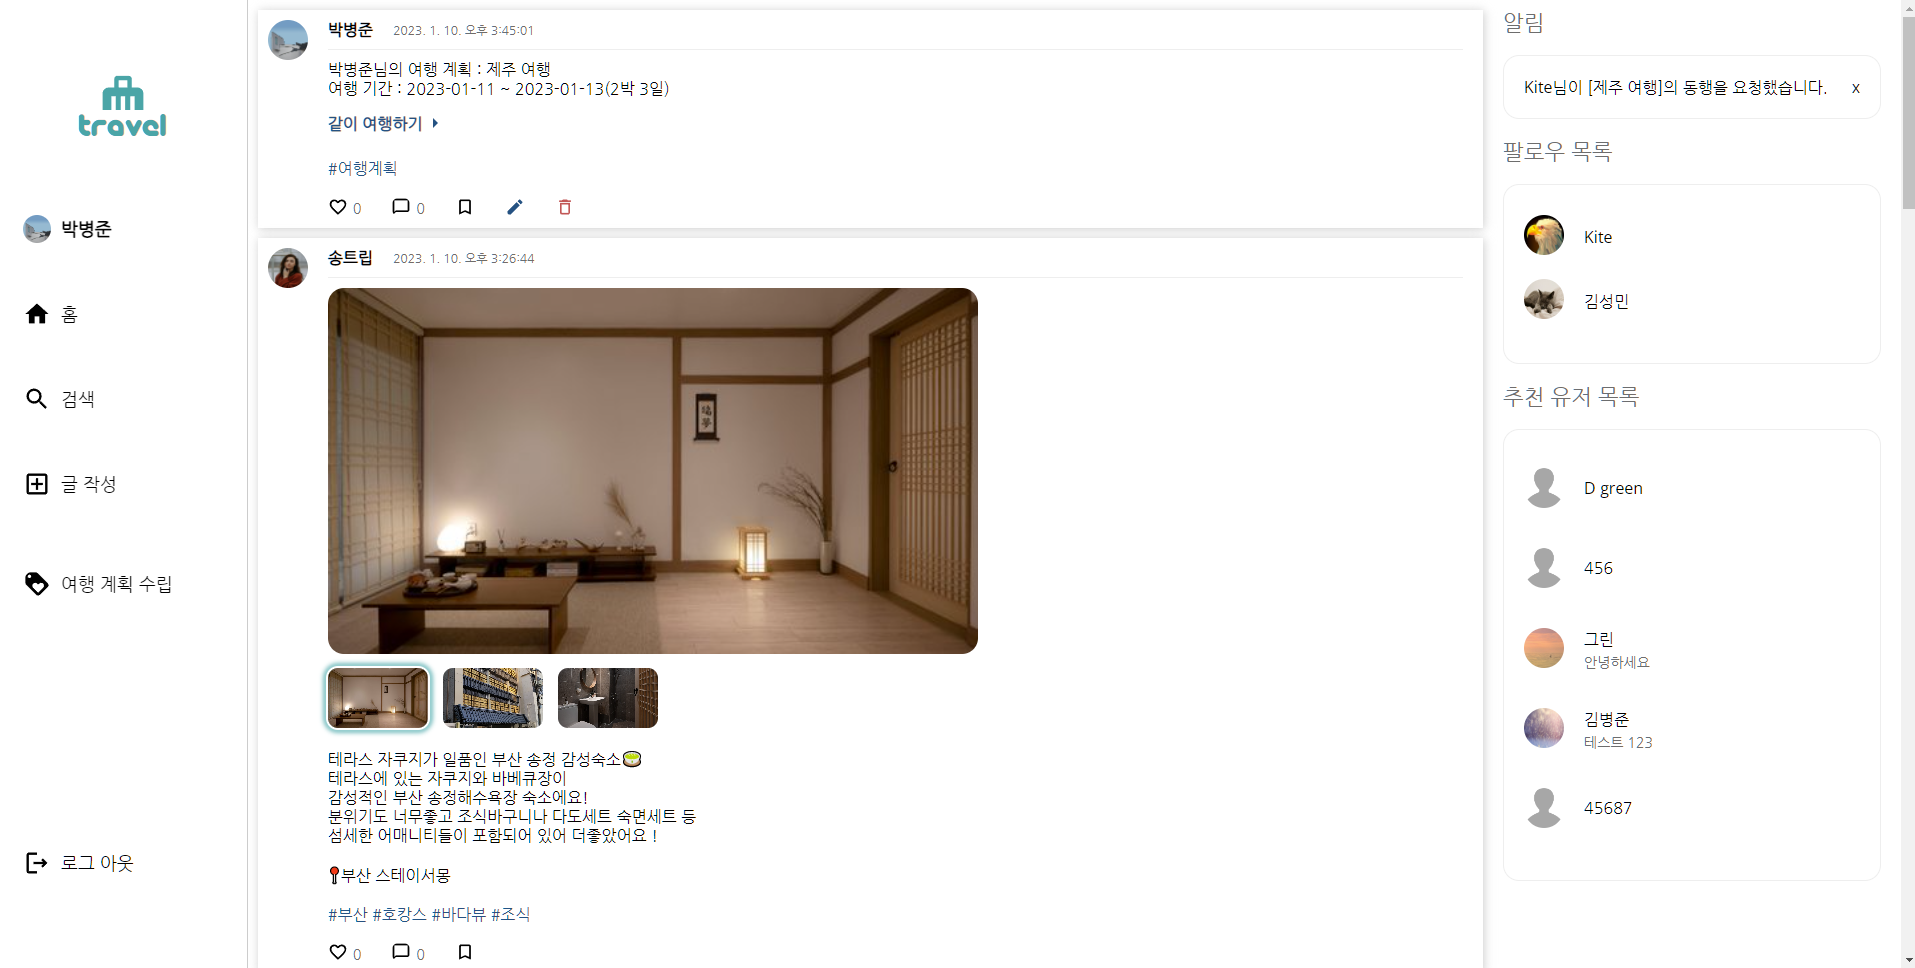 travel
박병준
홈
검색
글 작성
여행 계획 수립
로그 아웃
박병준 2023. 1. 10. 오후 3:45:01
박병준님의 여행 계획 : 제주 여행
여행 기간 : 2023-01-11 ~ 2023-01-13(2박 3일)
같이 여행하기
#여행계획
0 0
송트립 2023. 1. 10. 오후 3:26:44
테라스 자쿠지가 일품인 부산 송정 감성숙소🍵
테라스에 있는 자쿠지와 바베큐장이
감성적인 부산 송정해수욕장 숙소에요!
분위기도 너무좋고 조식바구니나 다도세트 숙면세트 등
섬세한 어매니티들이 포함되어 있어 더좋았어요 !
📍부산 스테이서몽
#부산 #호캉스 #바다뷰 #조식
0 0
알림
Kite님이 [제주 여행]의 동행을 요청했습니다. x
팔로우 목록
Kite
김성민
추천 유저 목록
D green
456
그린
안녕하세요
김병준
테스트 123
45687